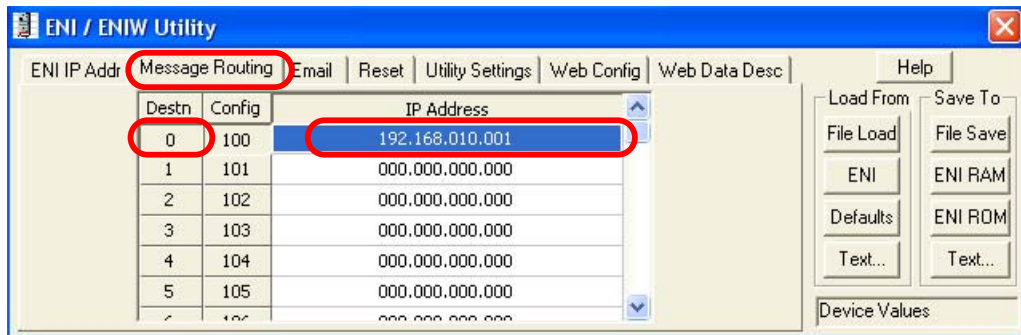 ENI / ENIW Utility
ENI IP Addr Message Routing Email Reset Utility Settings Web Config Web Data Desc
Help
Destn Config IP Address
0 100 192.168.010.001
1 101 000.000.000.000
2 102 000.000.000.000
3 103 000.000.000.000
4 104 000.000.000.000
5 105 000.000.000.000
Load From
File Load
ENI
Defaults
Text...
Save To
File Save
ENI RAM
ENI ROM
Text...
Device Values